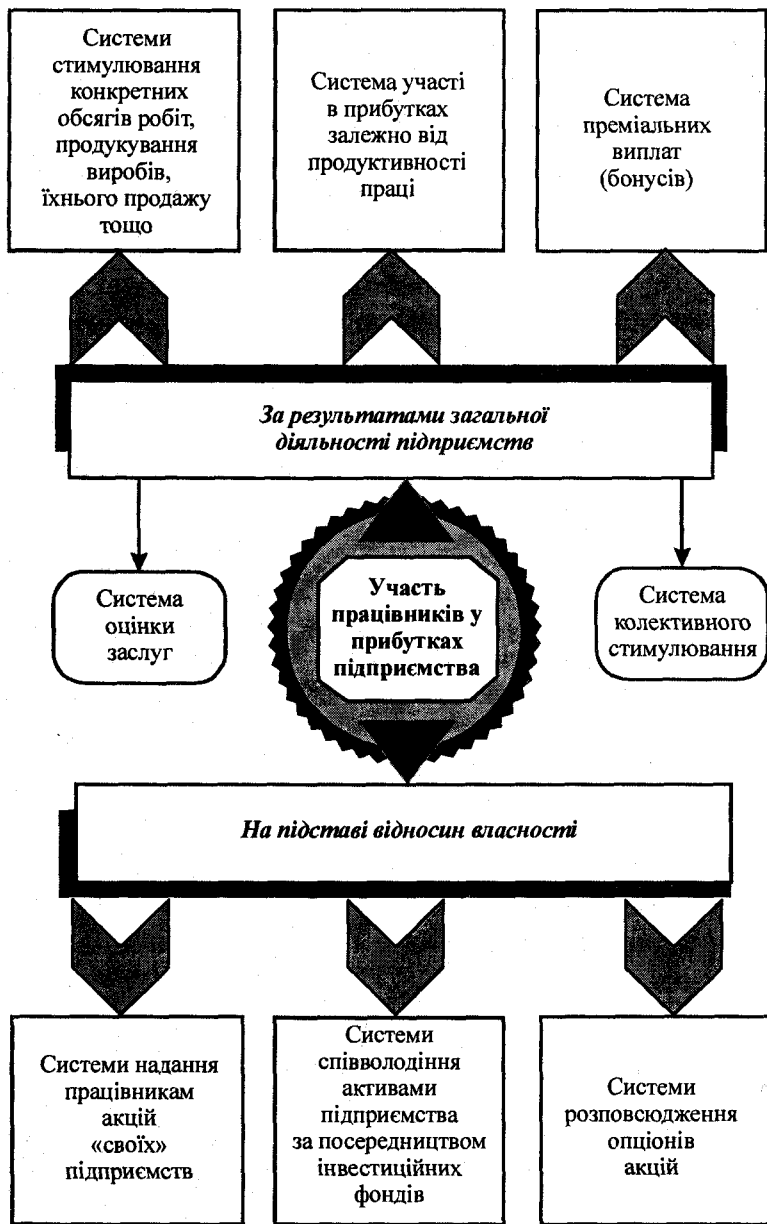 Системи
стимулювання
конкретних
обсягів робіт,
продукування
виробів,
їхнього продажу
тощо
Система участі
в прибутках
залежно від
продуктивності
праці
Система
преміальних
виплат
(бонусів)
За результатами загальної
діяльності підприємств
Система
оцінки
заслуг
Участь
працівників у
прибутках
підприємства
Система
колективного
стимулювання
На підставі відносин власності
Системи надання
працівникам
акцій
«своїх»
підприємств
Системи
співволодіння
активами
підприємства
за посередництвом
інвестиційних
фондів
Системи
розповсюдження
опціонів
акцій